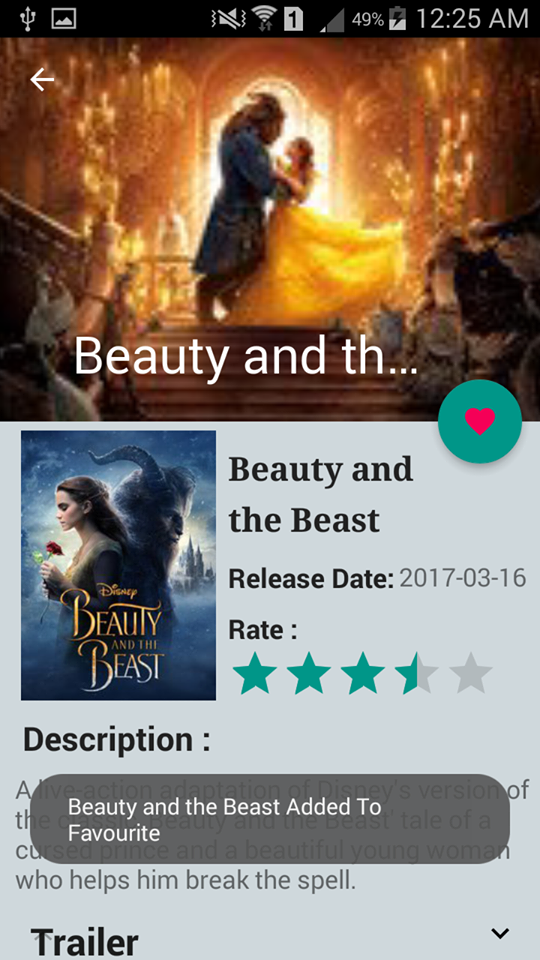 1 49% 12:25 AM
Beauty and th...
Beauty and
the Beast
Release Date: 2017-03-16
Rate :
Disney
BEAUTY
AND THE
BEAST
Description :
A live-action adaptation of Disney's version of
the classic 'Beauty and the Beast' tale of a
cursed prince and a beautiful young woman
who helps him break the spell.
Beauty and the Beast Added To
Favourite
Trailer